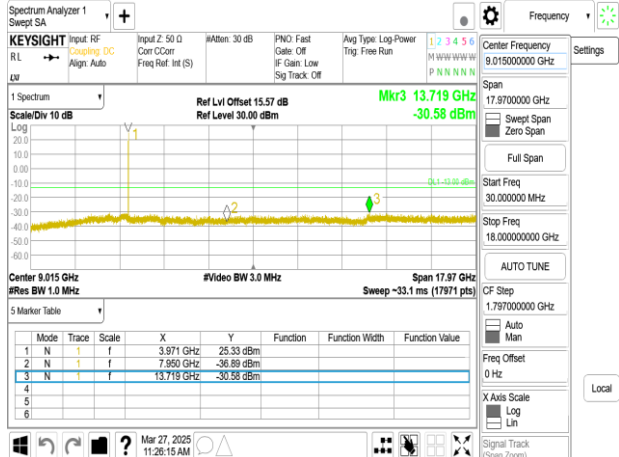 Spectrum Analyzer 1
Swept SA
Frequency
KEYSIGHT
Input: RF
Coupling: DC
Align: Auto
Input Z: 50 Ω
Corr CCorr
Freq Ref: Int (S)
#Atten: 30 dB
PNO: Fast
Gate: Off
IF Gain: Low
Sig Track: Off
Avg Type: Log-Power
Trig: Free Run
1 2 3 4 5 6
M W W W W W
P N N N N N
RL
LXI
1 Spectrum
Scale/Div 10 dB
Log
Ref Lvl Offset 15.57 dB
Ref Level 30.00 dBm
Mkr3 13.719 GHz
-30.58 dBm
20.0
10.0
0.00
-10.0
-20.0
-30.0
-40.0
-50.0
-60.0
1
2
3
DL1 -13.00 dBm
Center 9.015 GHz
#Res BW 1.0 MHz
#Video BW 3.0 MHz
Span 17.97 GHz
Sweep ~33.1 ms (17971 pts)
5 Marker Table
Mode Trace Scale X Y Function Function Width Function Value
1 N 1 f 3.971 GHz 25.33 dBm
2 N 1 f 7.950 GHz -36.89 dBm
3 N 1 f 13.719 GHz -30.58 dBm
4
5
6
Mar 27, 2025
11:26:15 AM
Center Frequency
9.015000000 GHz
Settings
Span
17.9700000 GHz
Swept Span
Zero Span
Full Span
Start Freq
30.000000 MHz
Stop Freq
18.000000000 GHz
AUTO TUNE
CF Step
1.797000000 GHz
Auto
Man
Freq Offset
0 Hz
X Axis Scale
Log
Lin
Local
Signal Track
(Span Zoom)